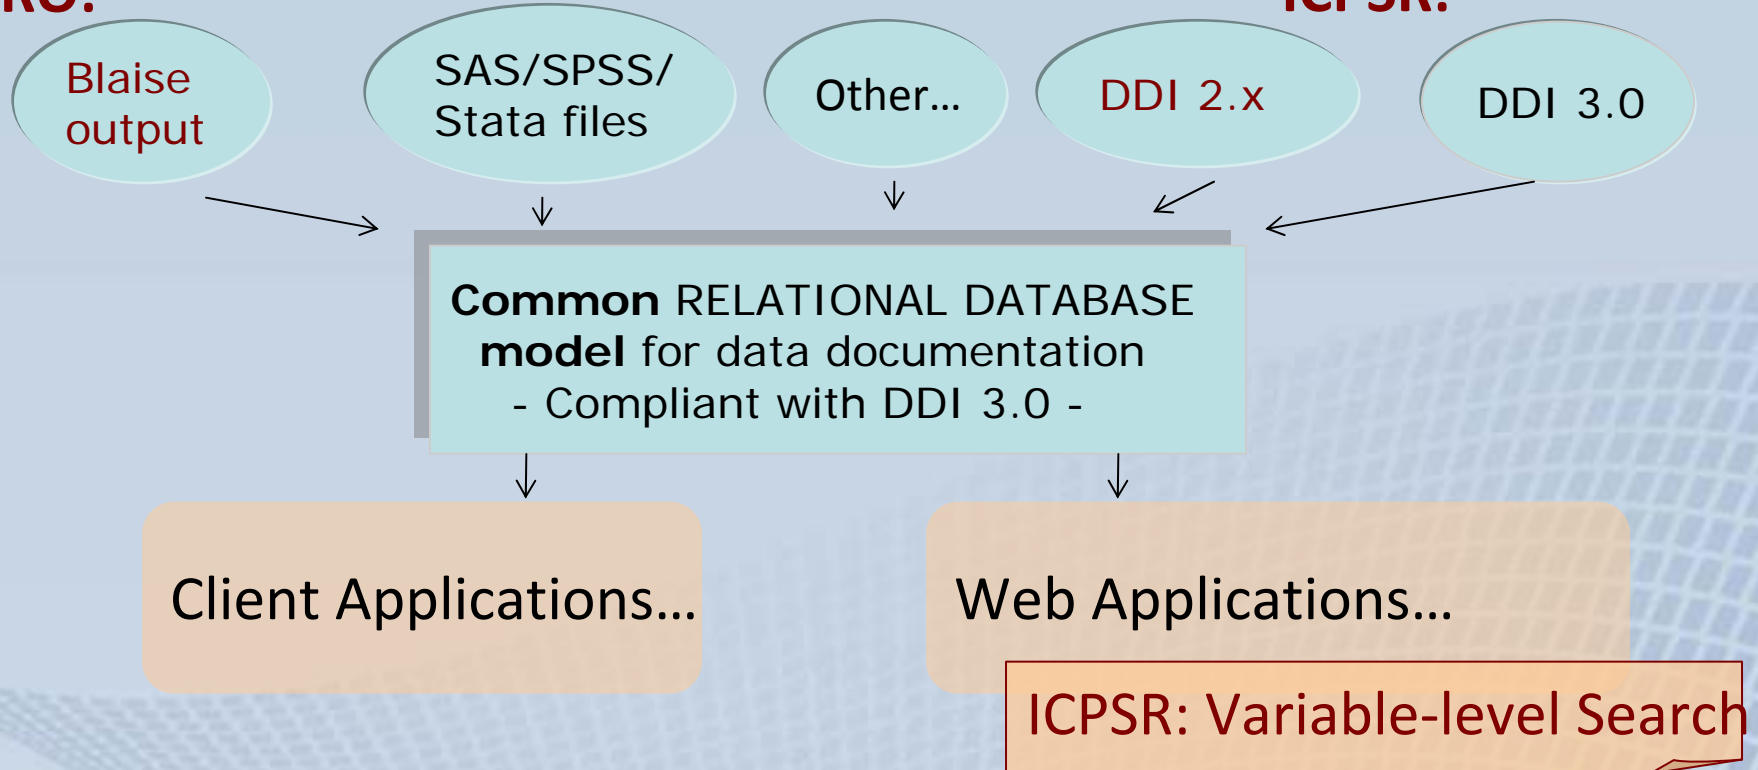 ICPSR:
Blaise
output
SAS/SPSS/
Stata files
Other...
DDI 2.x
DDI 3.0
Common RELATIONAL DATABASE
model for data documentation
- Compliant with DDI 3.0 -
Client Applications...
Web Applications...
ICPSR: Variable-level Search